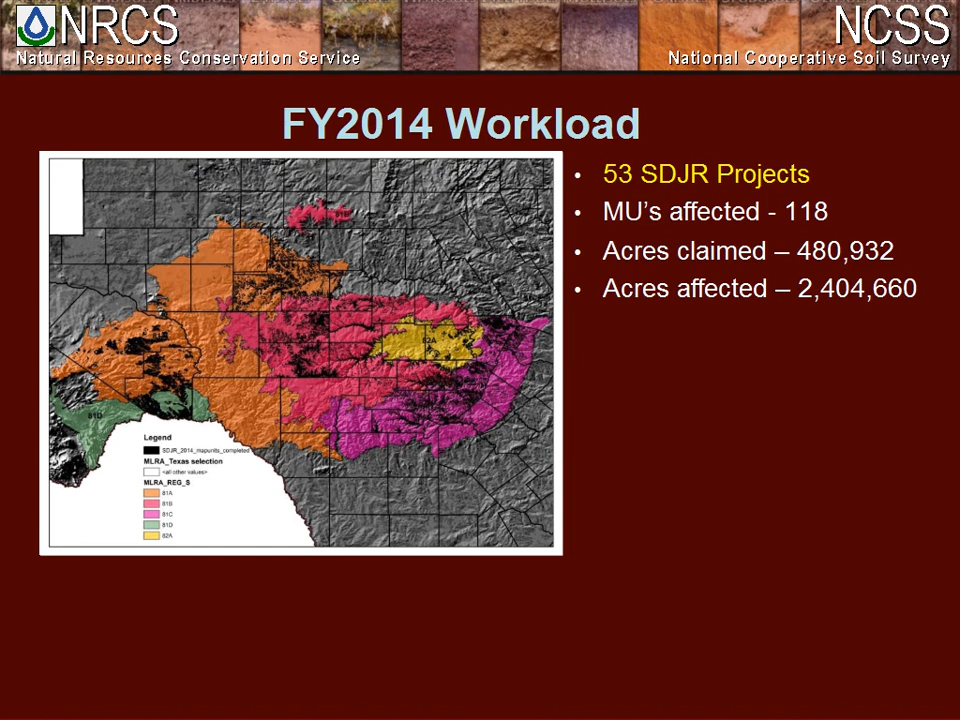 NRCS
Natural Resources Conservation Service
NCSS
National Cooperative Soil Survey
FY2014 Workload
• 53 SDJR Projects
• MU’s affected - 118
• Acres claimed – 480,932
• Acres affected – 2,404,660
82A
81D
Legend
SDJR_2014_mapunits_completed
MLRA_Texas selection
<all other values>
MLRA_REG_S
81A
81B
81C
81D
82A